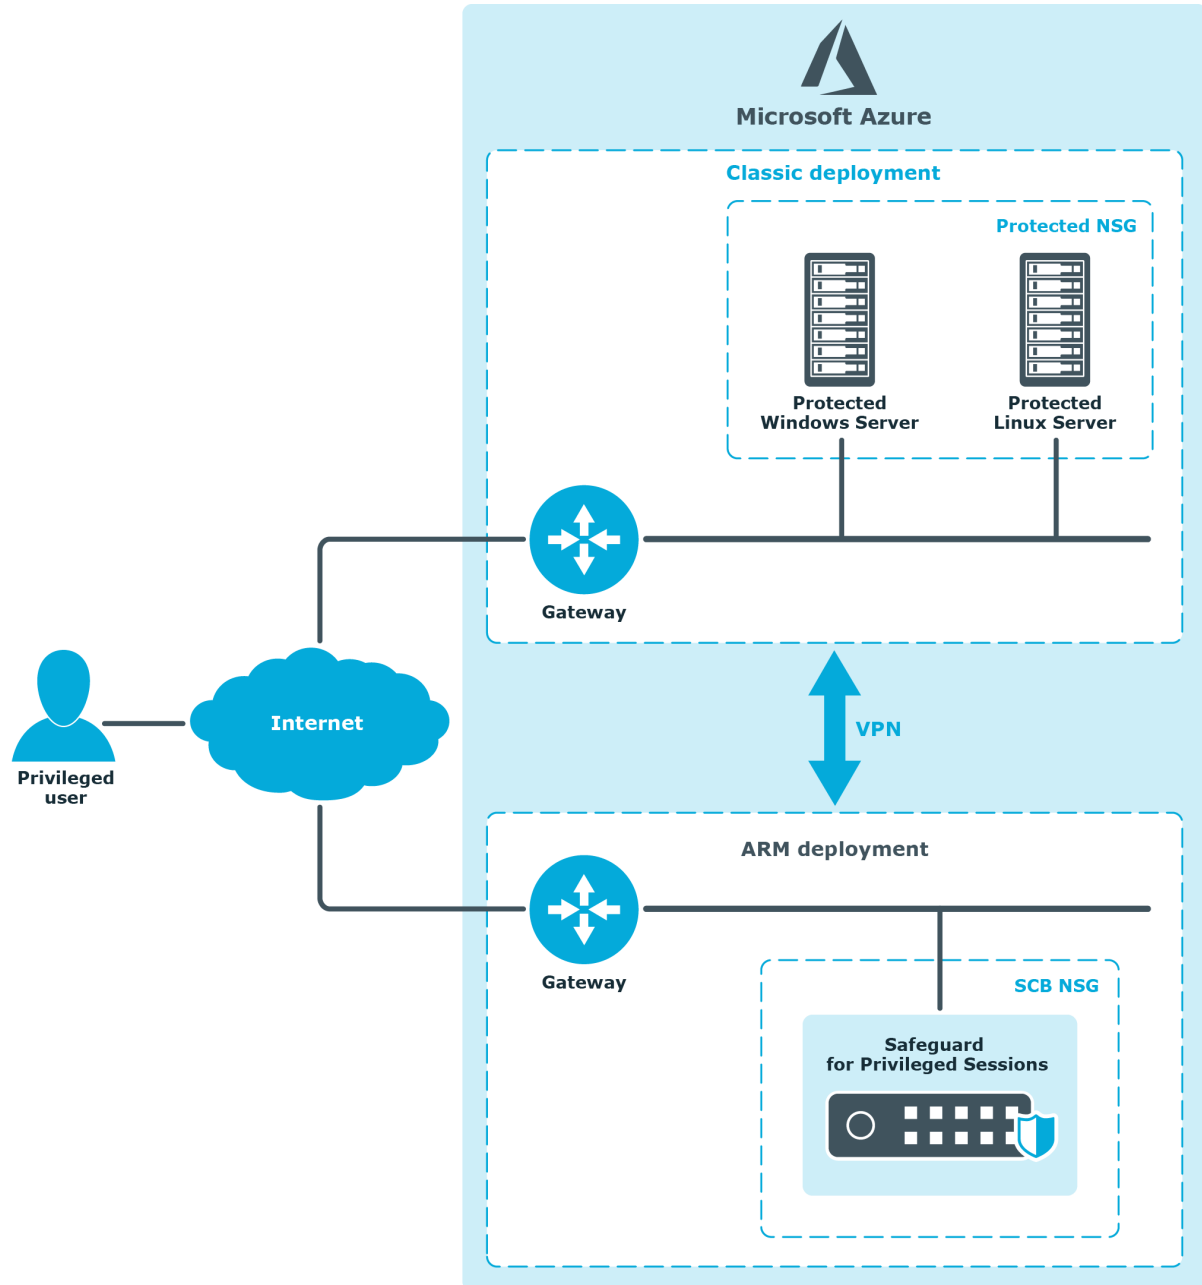 Microsoft Azure
Classic deployment
Protected NSG
Protected
Windows Server
Protected
Linux Server
Gateway
Internet
Privileged
user
VPN
ARM deployment
Gateway
SCB NSG
Safeguard
for Privileged Sessions